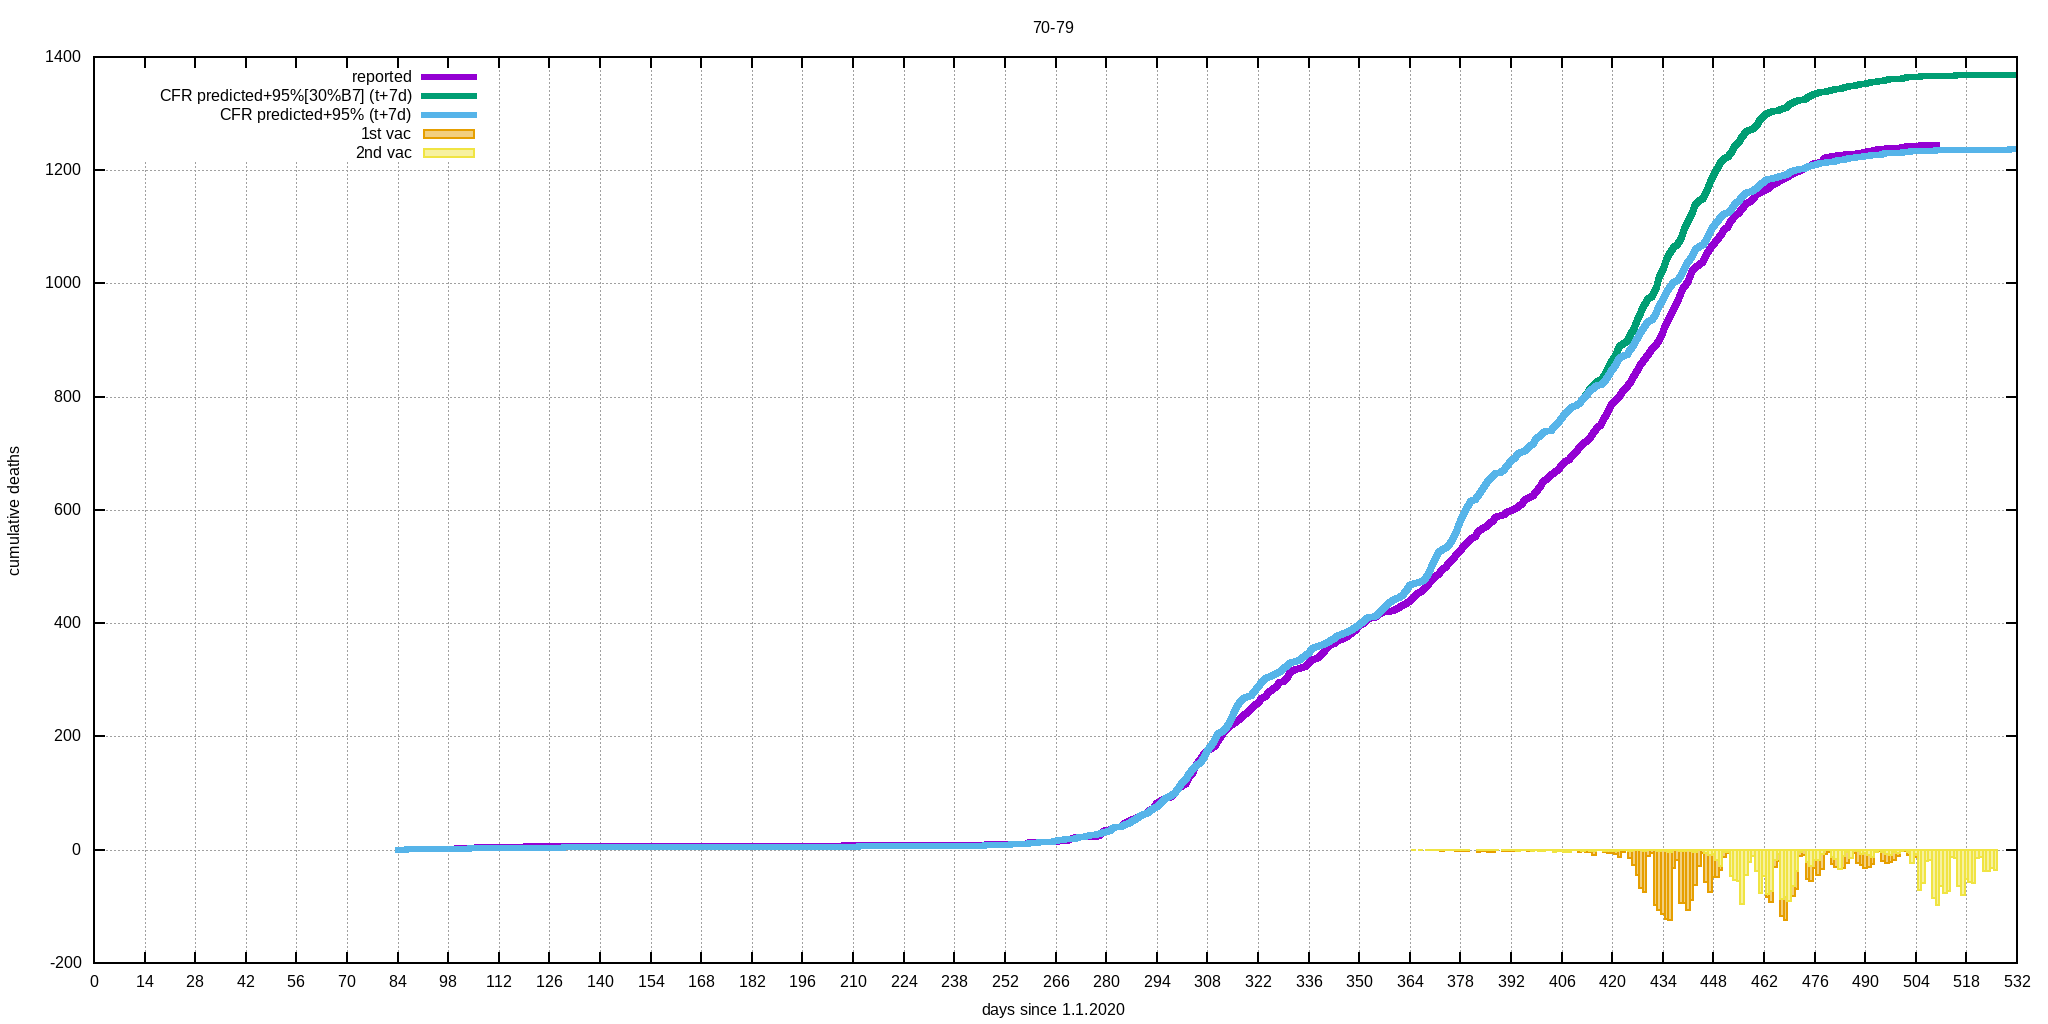 70-79
1400
1200
1000
800
600
400
200
0
-200
reported
CFR predicted+95%[30%B7] (t+7d)
CFR predicted+95% (t+7d)
1st vac
2nd vac
cumulative deaths
0 14 28 42 56 70 84 98 112 126 140 154 168 182 196 210 224 238 252 266 280 294 308 322 336 350 364 378 392 406 420 434 448 462 476 490 504 518 532
days since 1.1.2020